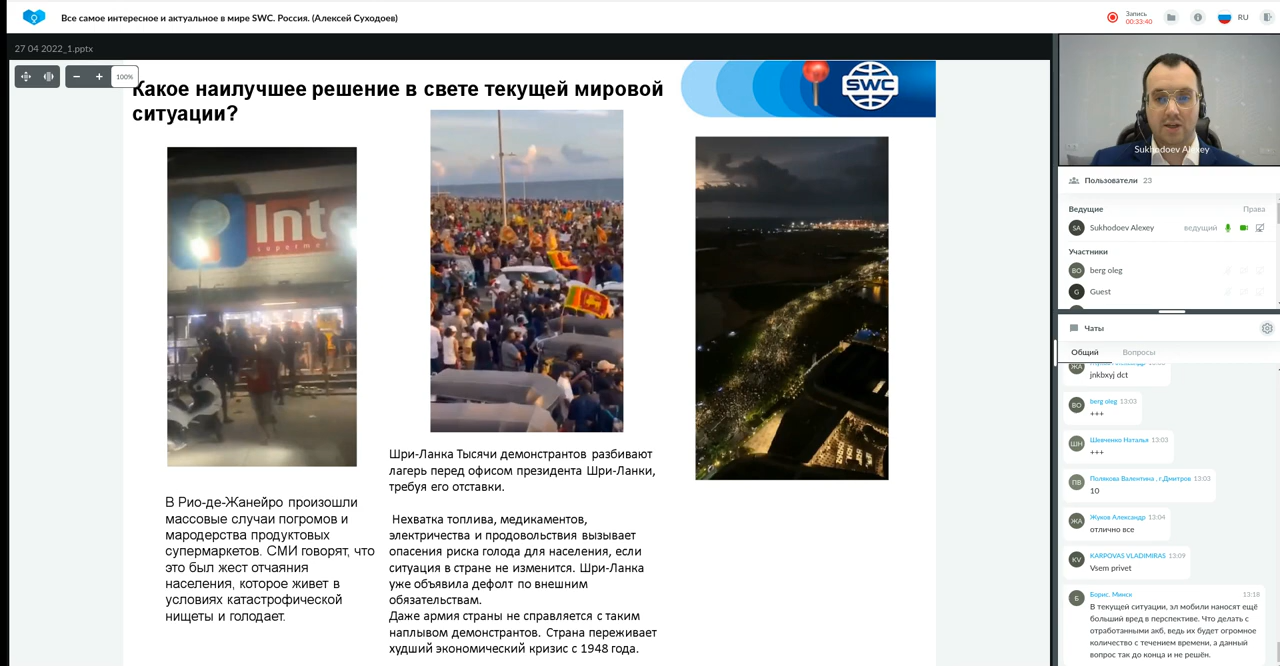 Все самое интересное и актуальное в мире SWC. Россия. (Алексей Суходоев)
Запись
00:33:40
RU
27 04 2022_1.pptx
100%
Какое наилучшее решение в свете текущей мировой
ситуации?
SWC
Inte
Sukhodoev Alexey
В Рио-де-Жанейро произошли
массовые случаи погромов и
мародерства продуктовых
супермаркетов. СМИ говорят, что
это был жест отчаяния
населения, которое живет в
условиях катастрофической
нищеты и голодает.
Шри-Ланка Тысячи демонстрантов разбивают
лагерь перед офисом президента Шри-Ланки,
требуя его отставки.
Нехватка топлива, медикаментов,
электричества и продовольствия вызывает
опасения риска голода для населения, если
ситуация в стране не изменится. Шри-Ланка
уже объявила дефолт по внешним
обязательствам.
Даже армия страны не справляется с таким
наплывом демонстрантов. Страна переживает
худший экономический кризис с 1948 года.
Пользователи 23
Ведущие Права
SA Sukhodoev Alexey ведущий
Участники
BO berg oleg
G Guest
Чаты
Общий Вопросы
ЖА
jnkbxyj dct
BO berg oleg 13:03
+++
ШН Шевченко Наталья 13:03
+++
ПВ Полякова Валентина , г.Дмитров 13:03
10
ЖА Жуков Александр 13:04
отлично все
KV KARPOVAS VLADIMIRAS 13:09
Vsem privet
Б Борис. Минск 13:18
В текущей ситуации, эл мобили наносят ещё
больший вред в перспективе. Что делать с
отработанными акб, ведь их будет огромное
количество с течением времени, а данный
вопрос так до конца и не решён.